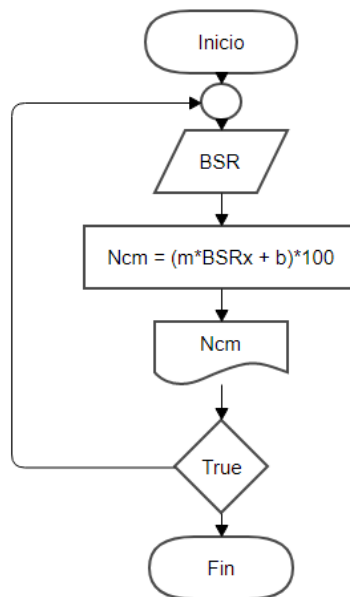 Inicio
BSR
Ncm = (m*BSRx + b)*100
Ncm
True
Fin